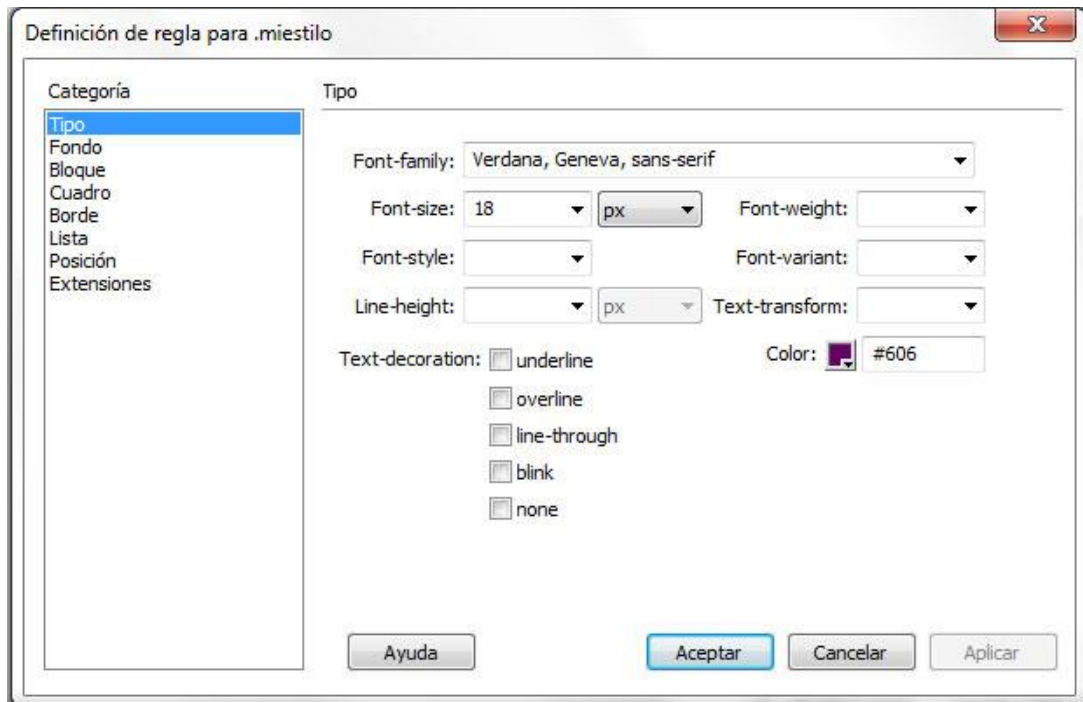 Definición de regla para .miestilo
Categoría
Tipo
Fondo
Bloque
Cuadro
Borde
Lista
Posición
Extensiones
Tipo
Font-family: Verdana, Geneva, sans-serif
Font-size: 18 px Font-weight:
Font-style: Font-variant:
Line-height: px Text-transform:
Text-decoration: underline Color: #606
overline
line-through
blink
none
Ayuda Aceptar Cancelar Aplicar